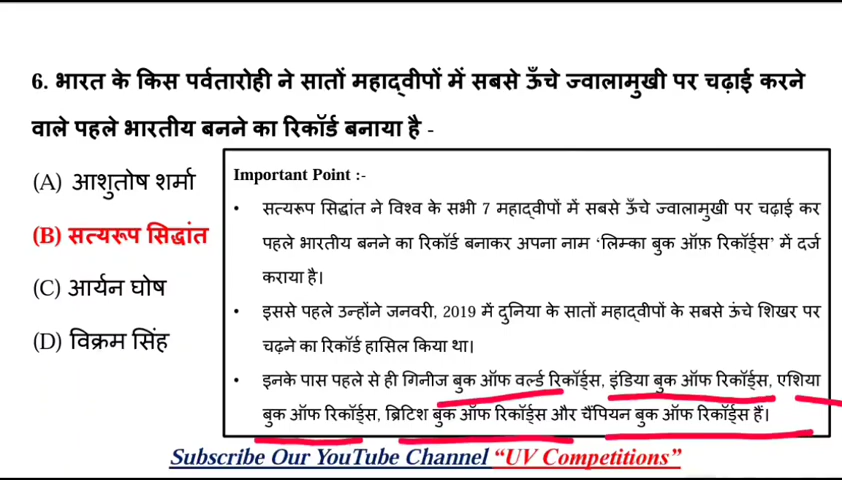 6. भारत के किस पर्वतारोही ने सातों महाद्वीपों में सबसे ऊँचे ज्वालामुखी पर चढ़ाई करने
वाले पहले भारतीय बनने का रिकॉर्ड बनाया है -
(A) आशुतोष शर्मा
(B) सत्यरूप सिद्धांत
(C) आर्यन घोष
(D) विक्रम सिंह
Important Point :-
• सत्यरूप सिद्धांत ने विश्व के सभी 7 महाद्वीपों में सबसे ऊँचे ज्वालामुखी पर चढ़ाई कर
पहले भारतीय बनने का रिकॉर्ड बनाकर अपना नाम ‘लिम्का बुक ऑफ़ रिकॉर्ड्स’ में दर्ज
कराया है।
• इससे पहले उन्होंने जनवरी, 2019 में दुनिया के सातों महाद्वीपों के सबसे ऊंचे शिखर पर
चढ़ने का रिकॉर्ड हासिल किया था।
• इनके पास पहले से ही गिनीज बुक ऑफ वर्ल्ड रिकॉर्ड्स, इंडिया बुक ऑफ रिकॉर्ड्स, एशिया
बुक ऑफ रिकॉर्ड्स, ब्रिटिश बुक ऑफ रिकॉर्ड्स और चैंपियन बुक ऑफ रिकॉर्ड्स हैं।
Subscribe Our YouTube Channel “UV Competitions”